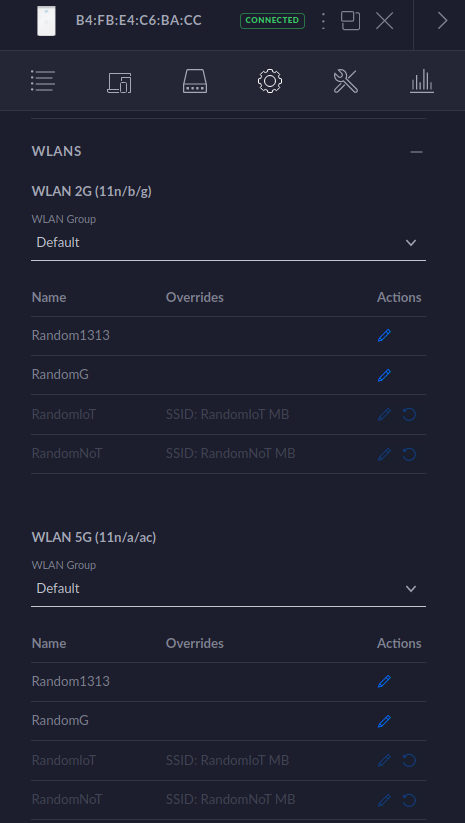 B4:FB:E4:C6:BA:CC CONNECTED
WLANS
WLAN 2G (11n/b/g)
WLAN Group
Default
Name Overrides Actions
Random1313
RandomG
RandomIoT SSID: RandomIoT MB
RandomNoT SSID: RandomNoT MB
WLAN 5G (11n/a/ac)
WLAN Group
Default
Name Overrides Actions
Random1313
RandomG
RandomIoT SSID: RandomIoT MB
RandomNoT SSID: RandomNoT MB